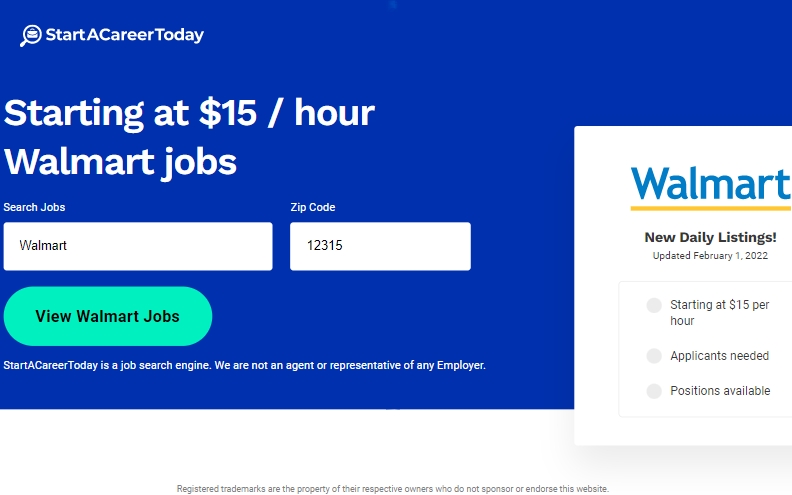 StartACareerToday
Starting at $15 / hour
Walmart jobs
Search Jobs
Zip Code
Walmart
12315
View Walmart Jobs
StartACareerToday is a job search engine. We are not an agent or representative of any Employer.
Walmart
New Daily Listings!
Updated February 1, 2022
Starting at $15 per
hour
Applicants needed
Positions available
Registered trademarks are the property of their respective owners who do not sponsor or endorse this website.